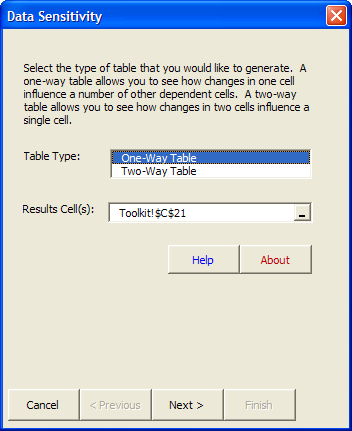 Data Sensitivity
Select the type of table that you would like to generate. A
one-way table allows you to see how changes in one cell
influence a number of other dependent cells. A two-way
table allows you to see how changes in two cells influence a
single cell.
Table Type:
One-Way Table
Two-Way Table
Results Cell(s):
Toolkit!$C$21
Help
About
Cancel
< Previous
Next >
Finish